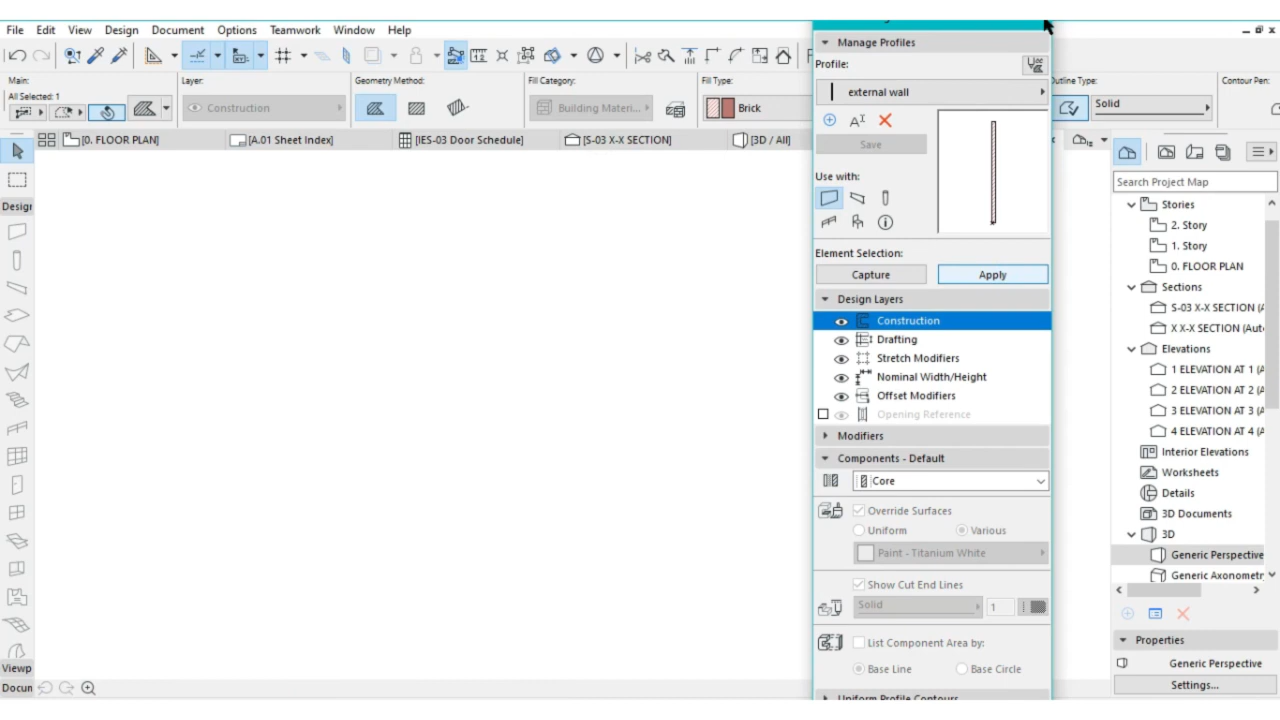 File Edit View Design Document Options Teamwork Window Help
Main: Layer: Geometry Method: Fill Category: Fill Type: Outline Type: Contour Pen:
All Selected: 1
Construction Building Materi... Brick Solid
[0. FLOOR PLAN] [A.01 Sheet Index] [IES-03 Door Schedule] [S-03 X-X SECTION] [3D / All]
Design
Viewp
Docun
Manage Profiles
Profile:
external wall
Save
Use with:
Element Selection:
Capture Apply
Design Layers
Construction
Drafting
Stretch Modifiers
Nominal Width/Height
Offset Modifiers
Opening Reference
Modifiers
Components - Default
Core
Override Surfaces
Uniform Various
Paint - Titanium White
Show Cut End Lines
Solid 1
List Component Area by:
Base Line Base Circle
Uniform Profile Contours
Search Project Map
Stories
2. Story
1. Story
0. FLOOR PLAN
Sections
S-03 X-X SECTION (A
X X-X SECTION (Aut
Elevations
1 ELEVATION AT 1 (A
2 ELEVATION AT 2 (A
3 ELEVATION AT 3 (A
4 ELEVATION AT 4 (A
Interior Elevations
Worksheets
Details
3D Documents
3D
Generic Perspective
Generic Axonometr
Properties
Generic Perspective
Settings...